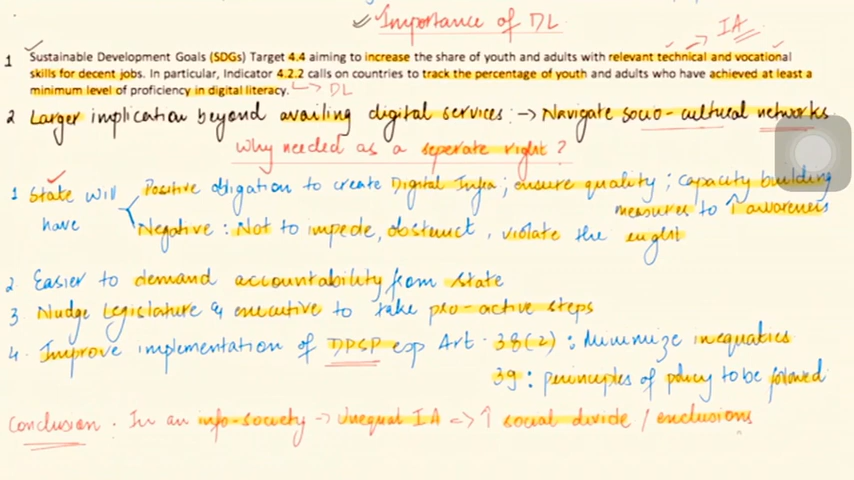 ✓ Importance of DL
IA
1 Sustainable Development Goals (SDGs) Target 4.4 aiming to increase the share of youth and adults with relevant technical and vocational
skills for decent jobs. In particular, Indicator 4.2.2 calls on countries to track the percentage of youth and adults who have achieved at least a
minimum level of proficiency in digital literacy. → DL
2 Larger implication beyond availing digital services: → Navigate socio-cultural networks
Why needed as a seperate right?
1 State will have
Positive obligation to create Digital Infra; ensure quality; capacity building
measures to ↑ awareness
Negative: Not to impede, obstruct, violate the
2. Easier to demand accountability from State
3 Nudge Legislature & executive to take pro-active steps
4. Improve implementation of DPSP esp Art. 38(2): Minimize inequalities
39: principles of policy to be followed
Conclusion. In an info-society → Unequal IA => ↑ social divide / exclusions